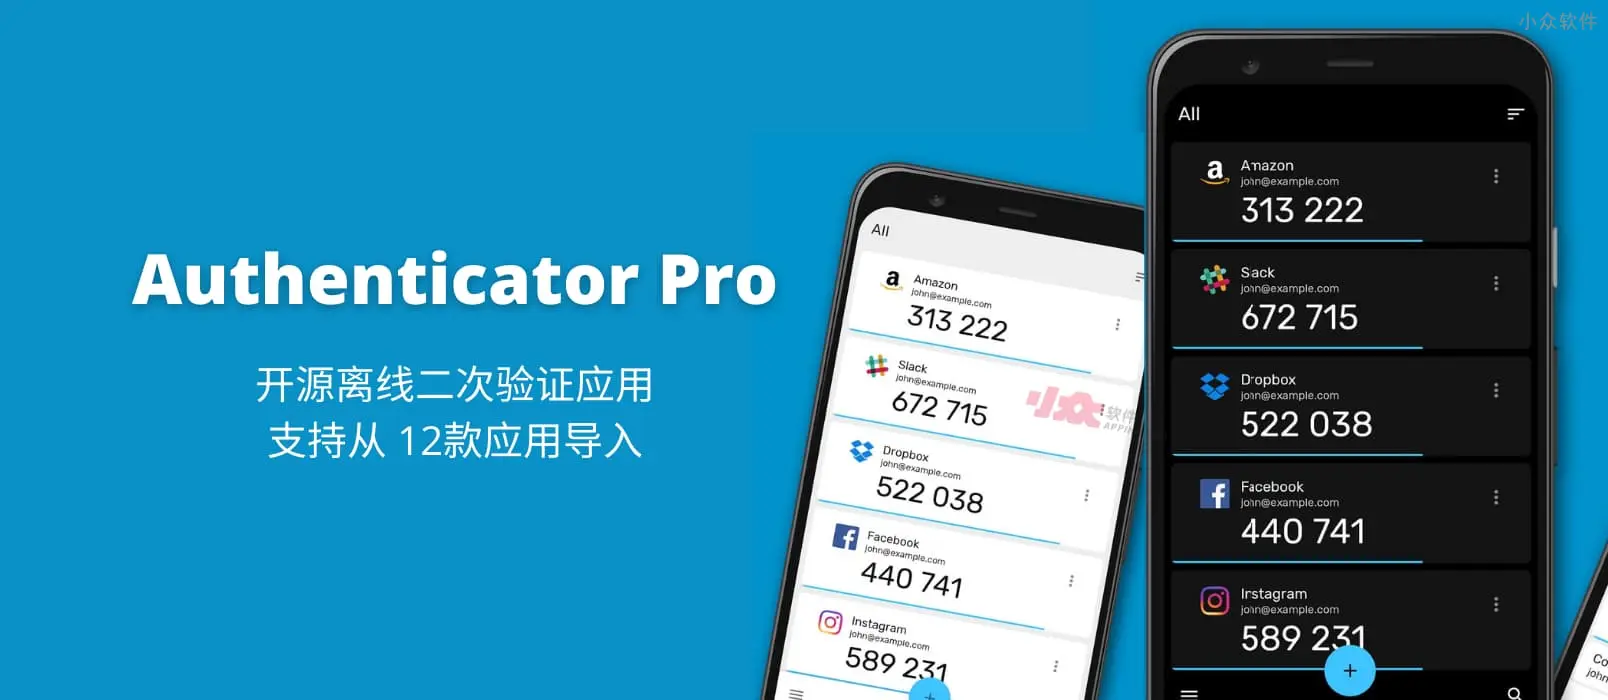 小众软件
Authenticator Pro
开源离线二次验证应用
支持从 12款应用导入
All
Amazon
john@example.com
313 222
Slack
john@example.com
672 715
Dropbox
john@example.com
522 038
Facebook
john@example.com
440 741
Instagram
john@example.com
589 231
小众软件
All
Amazon
john@example.com
313 222
Slack
john@example.com
672 715
Dropbox
john@example.com
522 038
Facebook
john@example.com
440 741
Instagram
john@example.com
589 231